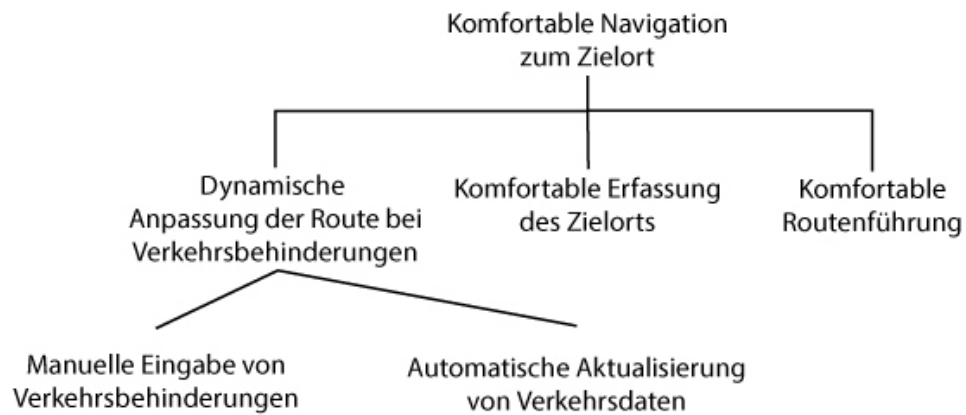 Komfortable Navigation
zum Zielort
Dynamische
Anpassung der Route bei
Verkehrsbehinderungen
Komfortable Erfassung
des Zielorts
Komfortable
Routenführung
Manuelle Eingabe von
Verkehrsbehinderungen
Automatische Aktualisierung
von Verkehrsdaten